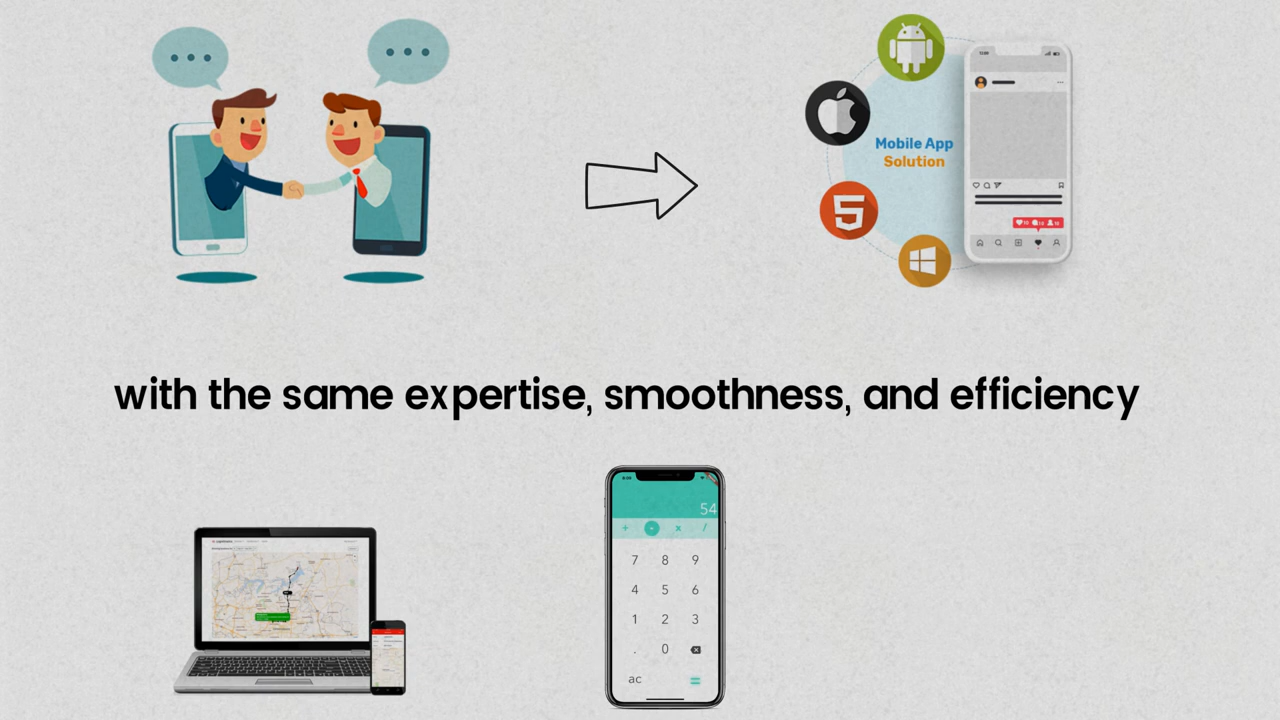 Mobile App
Solution
with the same expertise, smoothness, and efficiency
54
+ - x /
7 8 9
4 5 6
1 2 3
. 0
ac =